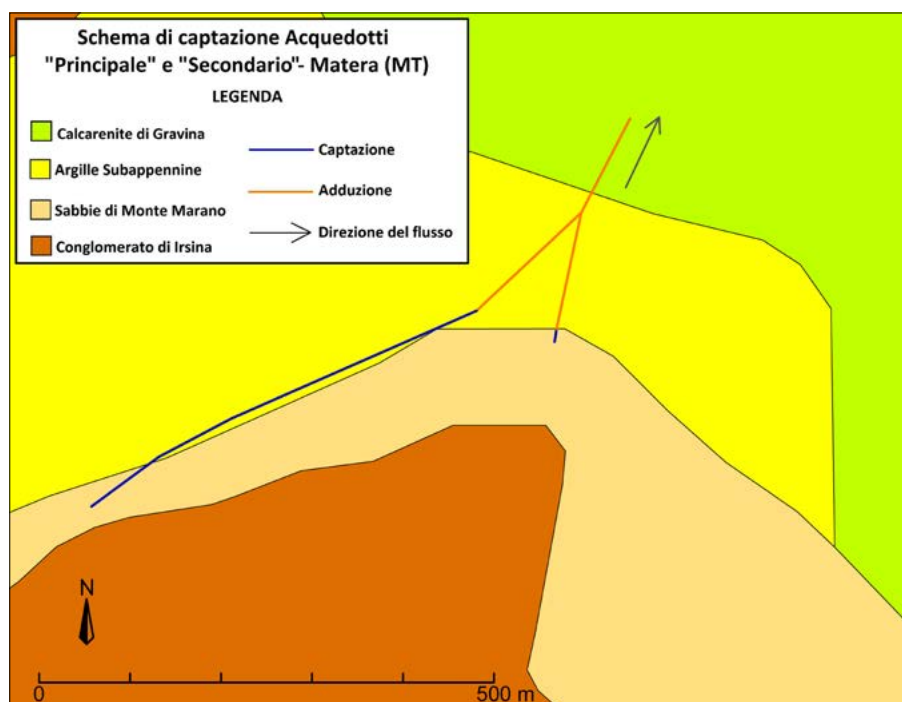 Schema di captazione Acquedotti
"Principale" e "Secondario"- Matera (MT)
LEGENDA
Calcarenite di Gravina
Argille Subappennine
Sabbie di Monte Marano
Conglomerato di Irsina
Captazione
Adduzione
Direzione del flusso
N
0 500 m